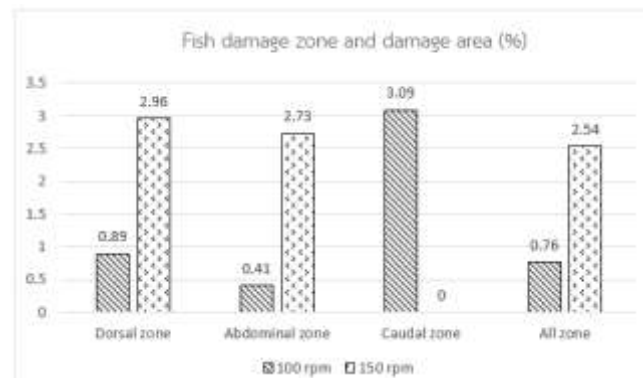 Fish damage zone and damage area (%)
3.5
3
2.5
2
1.5
1
0.5
0
0.89
2.96
0.41
2.73
3.09
0
0.76
2.54
Dorsal zone
Abdominal zone
Caudal zone
All zone
100 rpm
150 rpm